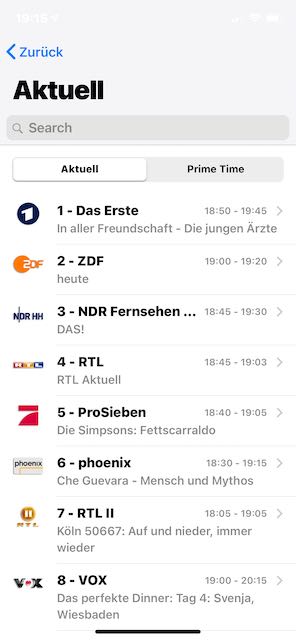 19:15
Zurück
Aktuell
Search
Aktuell Prime Time
1 - Das Erste 18:50 - 19:45
In aller Freundschaft - Die jungen Ärzte
2 - ZDF 19:00 - 19:20
heute
3 - NDR Fernsehen ... 18:45 - 19:30
DAS!
4 - RTL 18:45 - 19:03
RTL Aktuell
5 - ProSieben 18:40 - 19:05
Die Simpsons: Fettscarraldo
6 - phoenix 18:30 - 19:15
Che Guevara - Mensch und Mythos
7 - RTL II 18:05 - 19:05
Köln 50667: Auf und nieder, immer
wieder
8 - VOX 19:00 - 20:15
Das perfekte Dinner: Tag 4: Svenja,
Wiesbaden